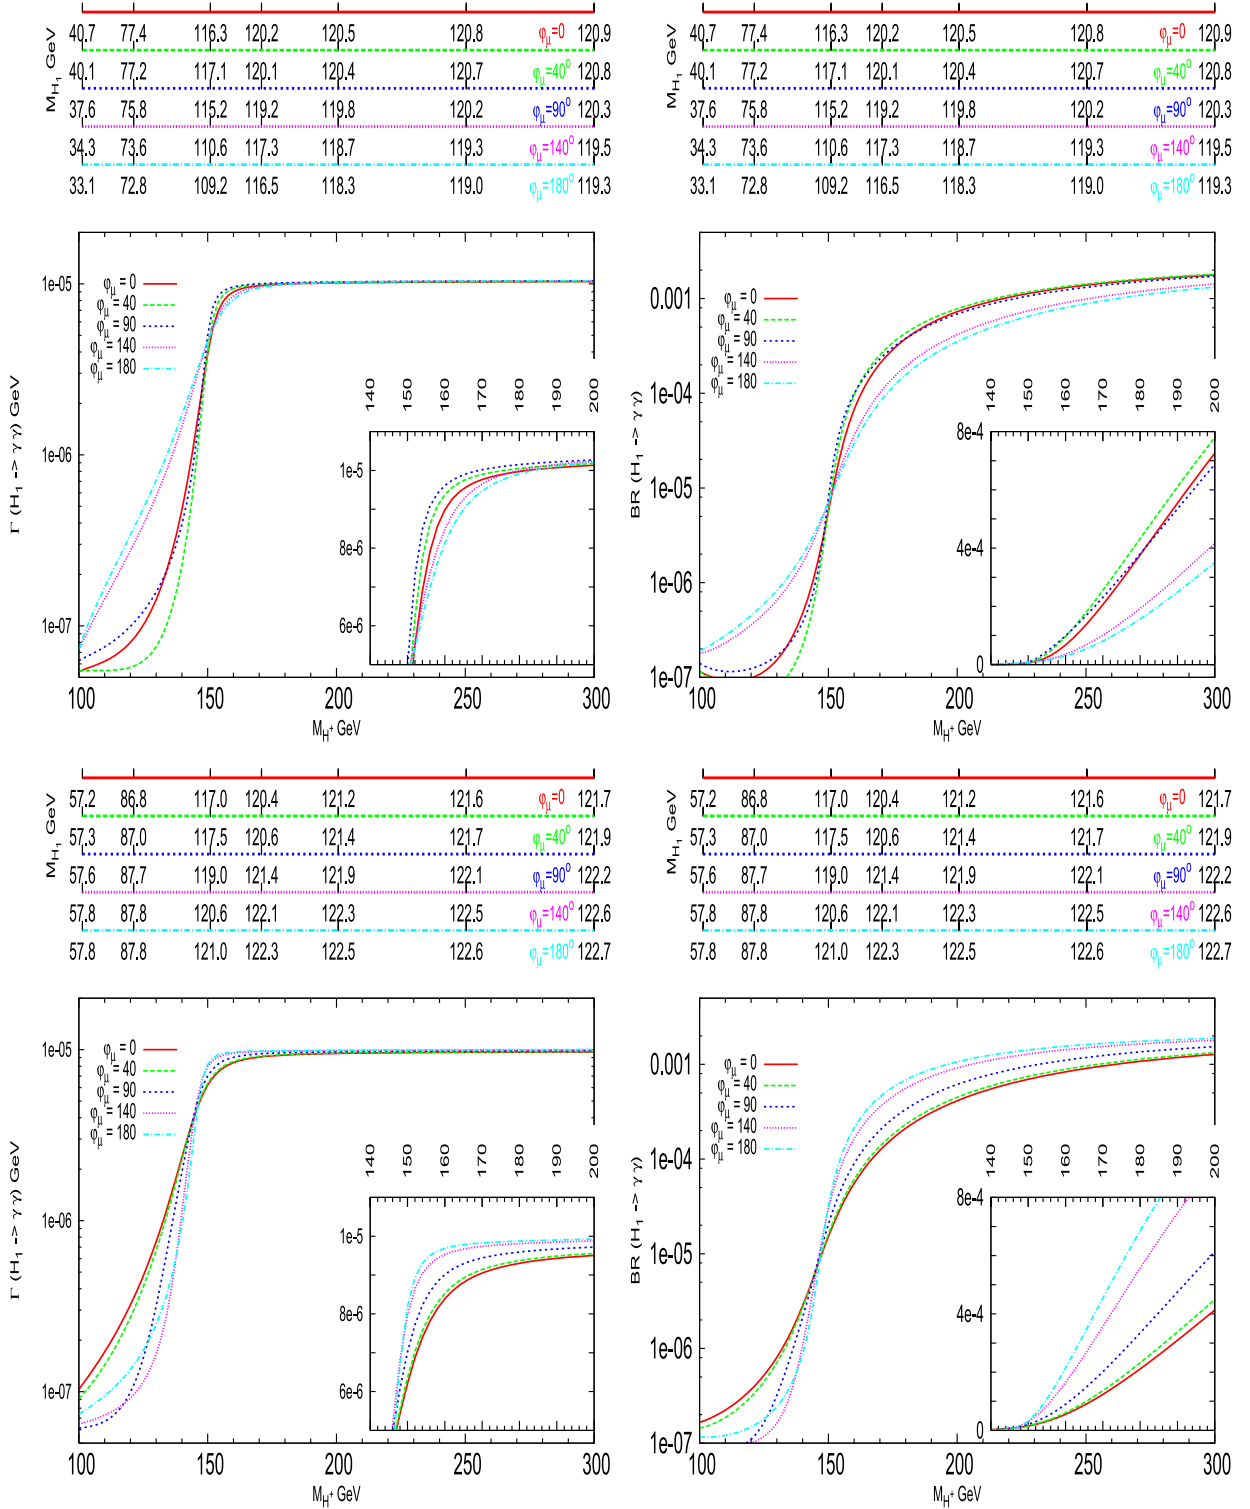 40.7 77.4 116.3 120.2 120.5 120.8 φμ=0 120.9
40.1 77.2 117.1 120.1 120.4 120.7 φμ=40° 120.8
37.6 75.8 115.2 119.2 119.8 120.2 φμ=90° 120.3
34.3 73.6 110.6 117.3 118.7 119.3 φμ=140° 119.5
33.1 72.8 109.2 116.5 118.3 119.0 φμ=180° 119.3
M_H1 GeV
1e-05
1e-06
1e-07
Γ (H1 -> γγ) GeV
φμ = 0
φμ = 40
φμ = 90
φμ = 140
φμ = 180
140 150 160 170 180 190 200
1e-5
8e-6
6e-6
100 150 200 250 300
M_H+ GeV
40.7 77.4 116.3 120.2 120.5 120.8 φμ=0 120.9
40.1 77.2 117.1 120.1 120.4 120.7 φμ=40° 120.8
37.6 75.8 115.2 119.2 119.8 120.2 φμ=90° 120.3
34.3 73.6 110.6 117.3 118.7 119.3 φμ=140° 119.5
33.1 72.8 109.2 116.5 118.3 119.0 φμ=180° 119.3
M_H1 GeV
0.001
1e-04
1e-05
1e-06
1e-07
BR (H1 -> γγ)
φμ = 0
φμ = 40
φμ = 90
φμ = 140
φμ = 180
140 150 160 170 180 190 200
8e-4
4e-4
0
100 150 200 250 300
M_H+ GeV
57.2 86.8 117.0 120.4 121.2 121.6 φμ=0 121.7
57.3 87.0 117.5 120.6 121.4 121.7 φμ=40° 121.9
57.6 87.7 119.0 121.4 121.9 122.1 φμ=90° 122.2
57.8 87.8 120.6 122.1 122.3 122.5 φμ=140° 122.6
57.8 87.8 121.0 122.3 122.5 122.6 φμ=180° 122.7
M_H1 GeV
1e-05
1e-06
1e-07
Γ (H1 -> γγ) GeV
φμ = 0
φμ = 40
φμ = 90
φμ = 140
φμ = 180
140 150 160 170 180 190 200
1e-5
8e-6
6e-6
100 150 200 250 300
M_H+ GeV
57.2 86.8 117.0 120.4 121.2 121.6 φμ=0 121.7
57.3 87.0 117.5 120.6 121.4 121.7 φμ=40° 121.9
57.6 87.7 119.0 121.4 121.9 122.1 φμ=90° 122.2
57.8 87.8 120.6 122.1 122.3 122.5 φμ=140° 122.6
57.8 87.8 121.0 122.3 122.5 122.6 φμ=180° 122.7
M_H1 GeV
0.001
1e-04
1e-05
1e-06
1e-07
BR (H1 -> γγ)
φμ = 0
φμ = 40
φμ = 90
φμ = 140
φμ = 180
140 150 160 170 180 190 200
8e-4
4e-4
0
100 150 200 250 300
M_H+ GeV